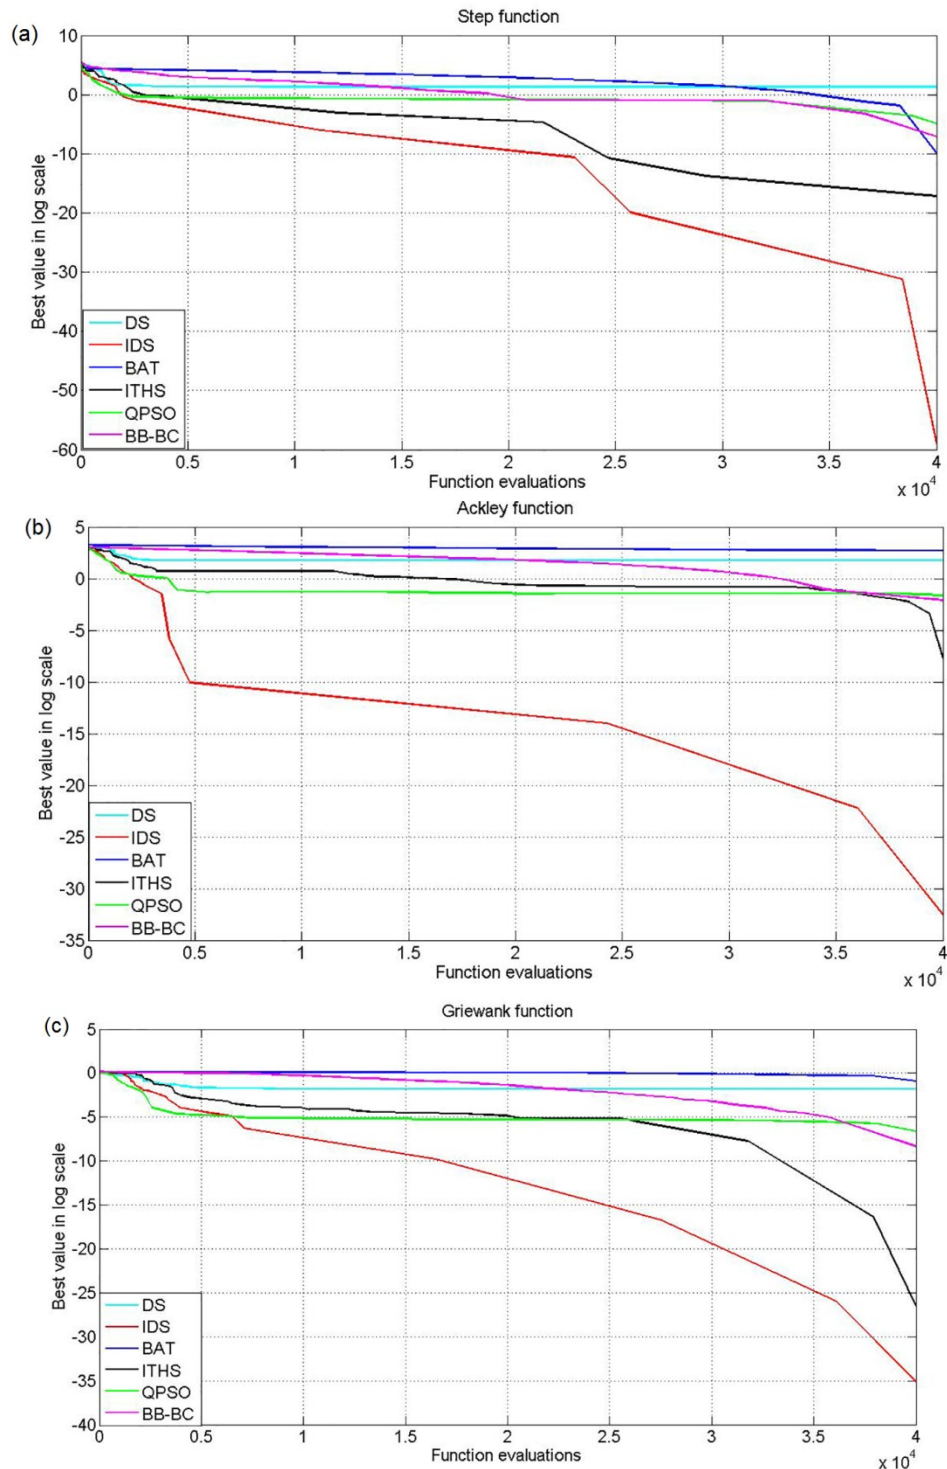 (a)
Step function
Best value in log scale
10
0
-10
-20
-30
-40
-50
-60
DS
IDS
BAT
ITHS
QPSO
BB-BC
0 0.5 1 1.5 2 2.5 3 3.5 4
Function evaluations
x 10^4
(b)
Ackley function
Best value in log scale
5
0
-5
-10
-15
-20
-25
-30
-35
DS
IDS
BAT
ITHS
QPSO
BB-BC
0 0.5 1 1.5 2 2.5 3 3.5 4
Function evaluations
x 10^4
(c)
Griewank function
Best value in log scale
5
0
-5
-10
-15
-20
-25
-30
-35
-40
DS
IDS
BAT
ITHS
QPSO
BB-BC
0 0.5 1 1.5 2 2.5 3 3.5 4
Function evaluations
x 10^4